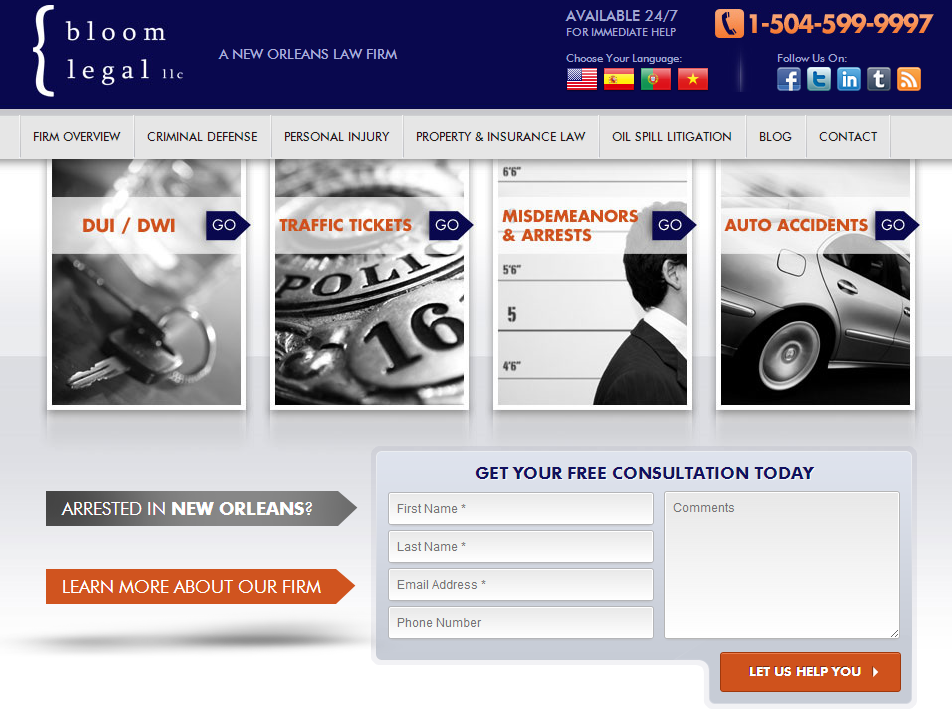 bloom
legal llc
A NEW ORLEANS LAW FIRM
AVAILABLE 24/7
FOR IMMEDIATE HELP
1-504-599-9997
Choose Your Language:
Follow Us On:
FIRM OVERVIEW
CRIMINAL DEFENSE
PERSONAL INJURY
PROPERTY & INSURANCE LAW
OIL SPILL LITIGATION
BLOG
CONTACT
DUI / DWI
GO
TRAFFIC TICKETS
GO
POLIC
16
6'6"
MISDEMEANORS
& ARRESTS
GO
5'6"
5
4'6"
AUTO ACCIDENTS
GO
ARRESTED IN NEW ORLEANS?
LEARN MORE ABOUT OUR FIRM
GET YOUR FREE CONSULTATION TODAY
First Name *
Last Name *
Email Address *
Phone Number
Comments
LET US HELP YOU